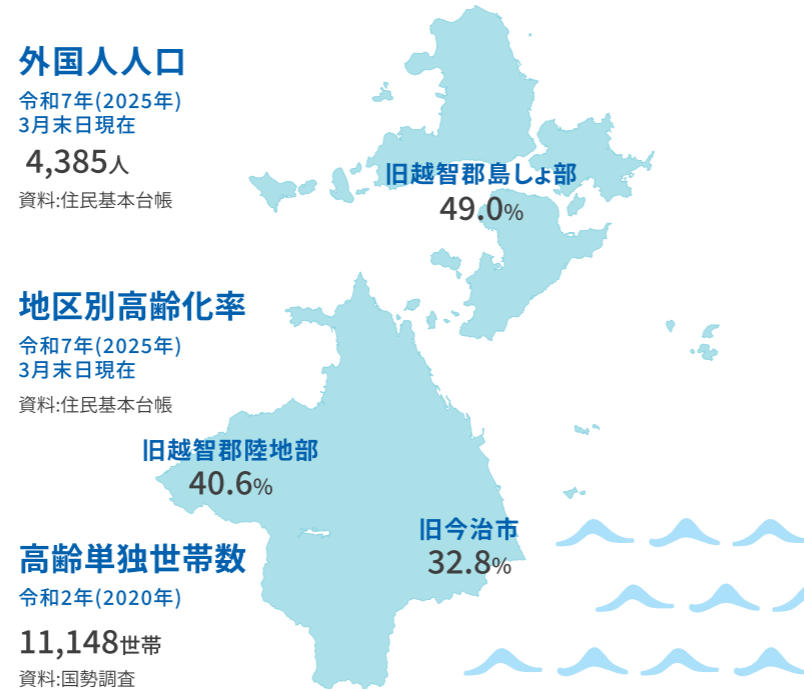 外国人人口
令和7年(2025年)
3月末日現在
4,385人
資料:住民基本台帳
旧越智郡島しょ部
49.0%
地区別高齢化率
令和7年(2025年)
3月末日現在
資料:住民基本台帳
旧越智郡陸地部
40.6%
旧今治市
32.8%
高齢単独世帯数
令和2年(2020年)
11,148世帯
資料:国勢調査